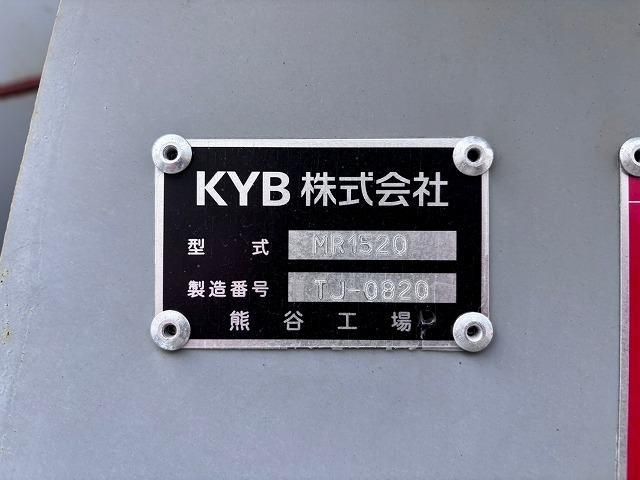 KYB 株式会社
型 式 MR1520
製造番号 TJ-0820
熊 谷 工 場